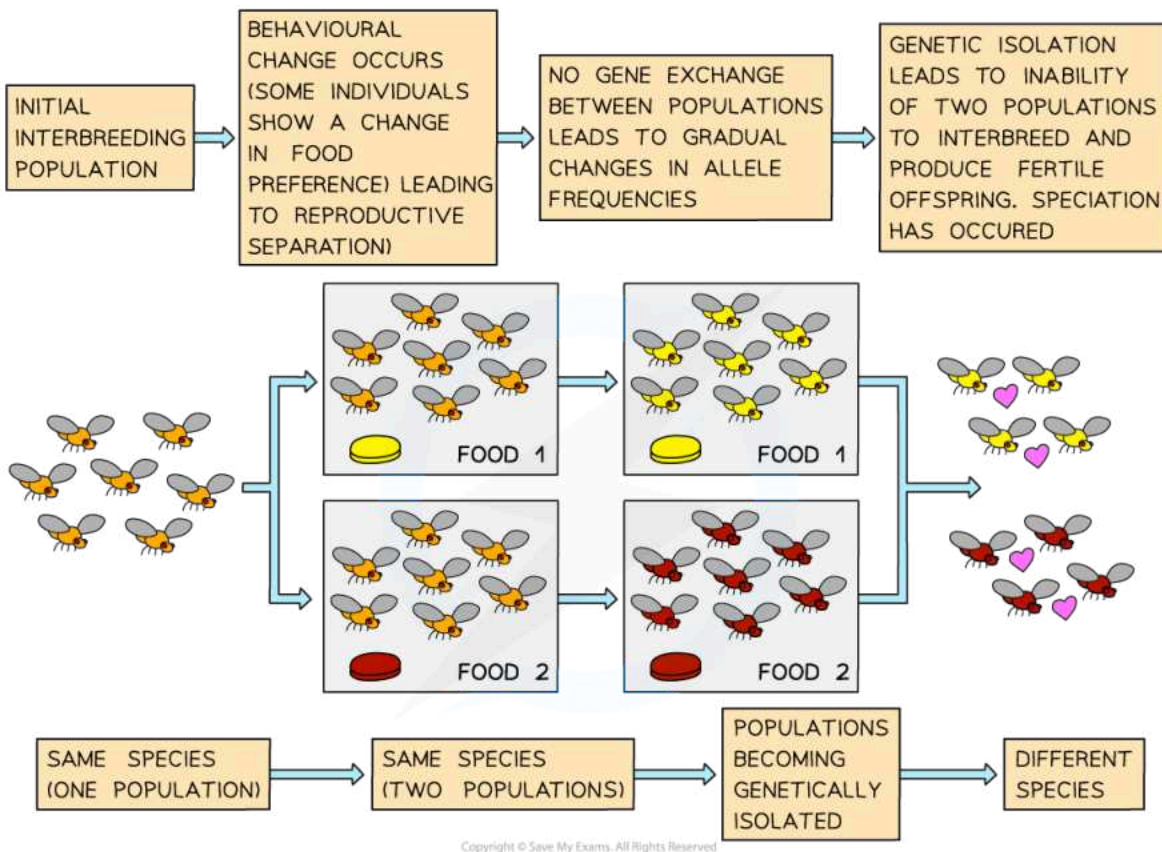 INITIAL
INTERBREEDING
POPULATION
BEHAVIOURAL
CHANGE OCCURS
(SOME INDIVIDUALS
SHOW A CHANGE
IN FOOD
PREFERENCE) LEADING
TO REPRODUCTIVE
SEPARATION)
NO GENE EXCHANGE
BETWEEN POPULATIONS
LEADS TO GRADUAL
CHANGES IN ALLELE
FREQUENCIES
GENETIC ISOLATION
LEADS TO INABILITY
OF TWO POPULATIONS
TO INTERBREED AND
PRODUCE FERTILE
OFFSPRING. SPECIATION
HAS OCCURED
FOOD 1
FOOD 1
FOOD 2
FOOD 2
SAME SPECIES
(ONE POPULATION)
SAME SPECIES
(TWO POPULATIONS)
POPULATIONS
BECOMING
GENETICALLY
ISOLATED
DIFFERENT
SPECIES
Copyright © Save My Exams. All Rights Reserved